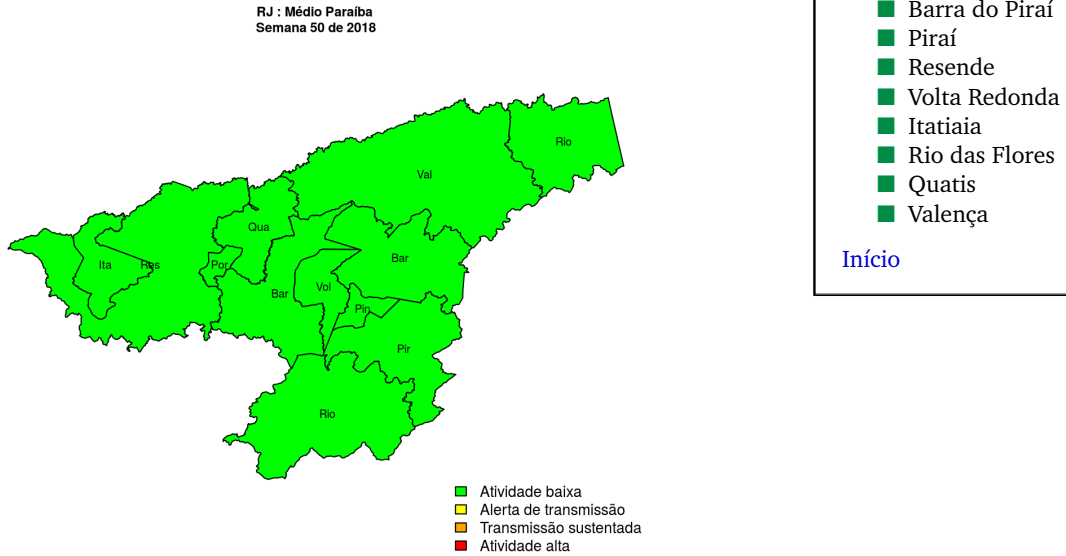 RJ : Médio Paraíba
Semana 50 de 2018
Rio
Val
Qua
Ita
Res
Por
Bar
Bar
Vol
Pin
Pir
Rio
Atividade baixa
Alerta de transmissão
Transmissão sustentada
Atividade alta
Barra do Piraí
Piraí
Resende
Volta Redonda
Itatiaia
Rio das Flores
Quatis
Valença
Início